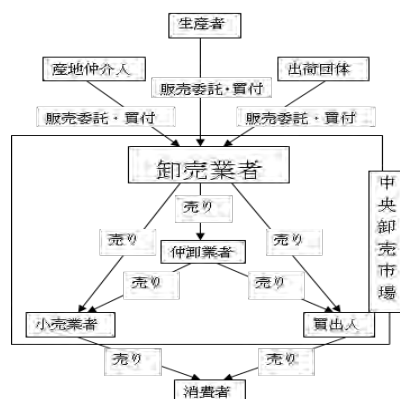 生産者
産地仲介人
出荷団体
販売委託・買付
販売委託・買付
販売委託・買付
卸売業者
中央卸売市場
売り
売り
売り
仲卸業者
売り
売り
小売業者
買出人
売り
売り
消費者